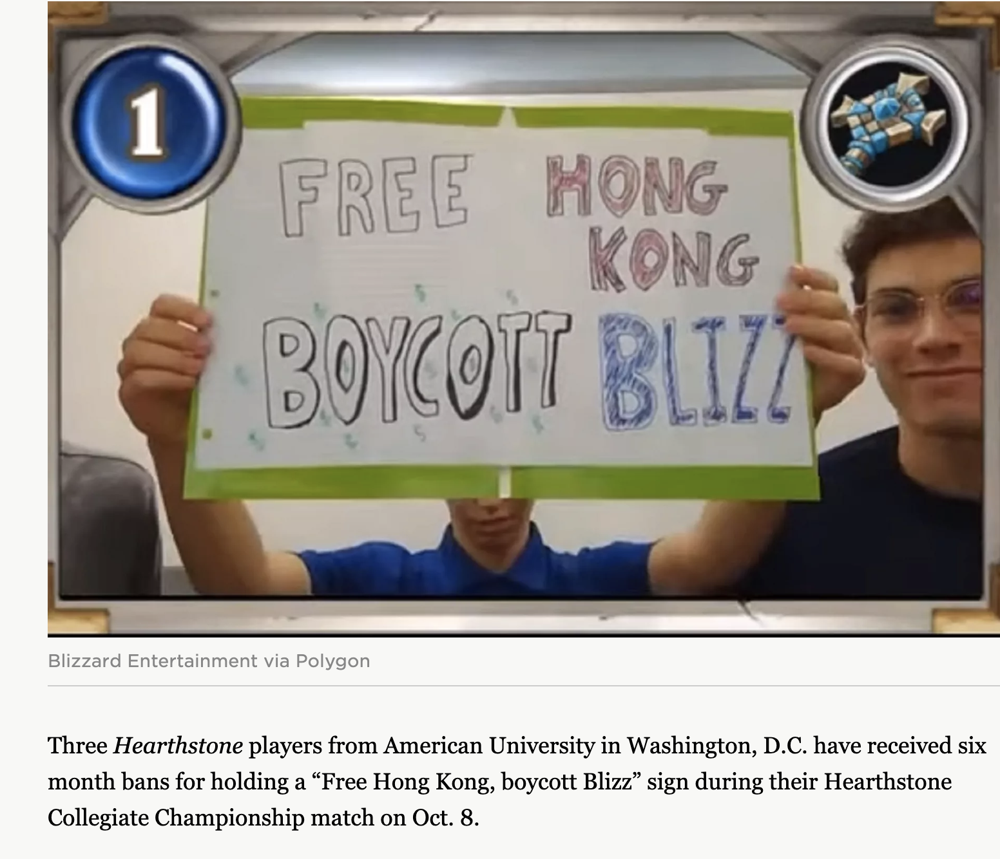 1
FREE HONG
KONG
BOYCOTT BLIZZ
Blizzard Entertainment via Polygon
Three Hearthstone players from American University in Washington, D.C. have received six
month bans for holding a “Free Hong Kong, boycott Blizz” sign during their Hearthstone
Collegiate Championship match on Oct. 8.